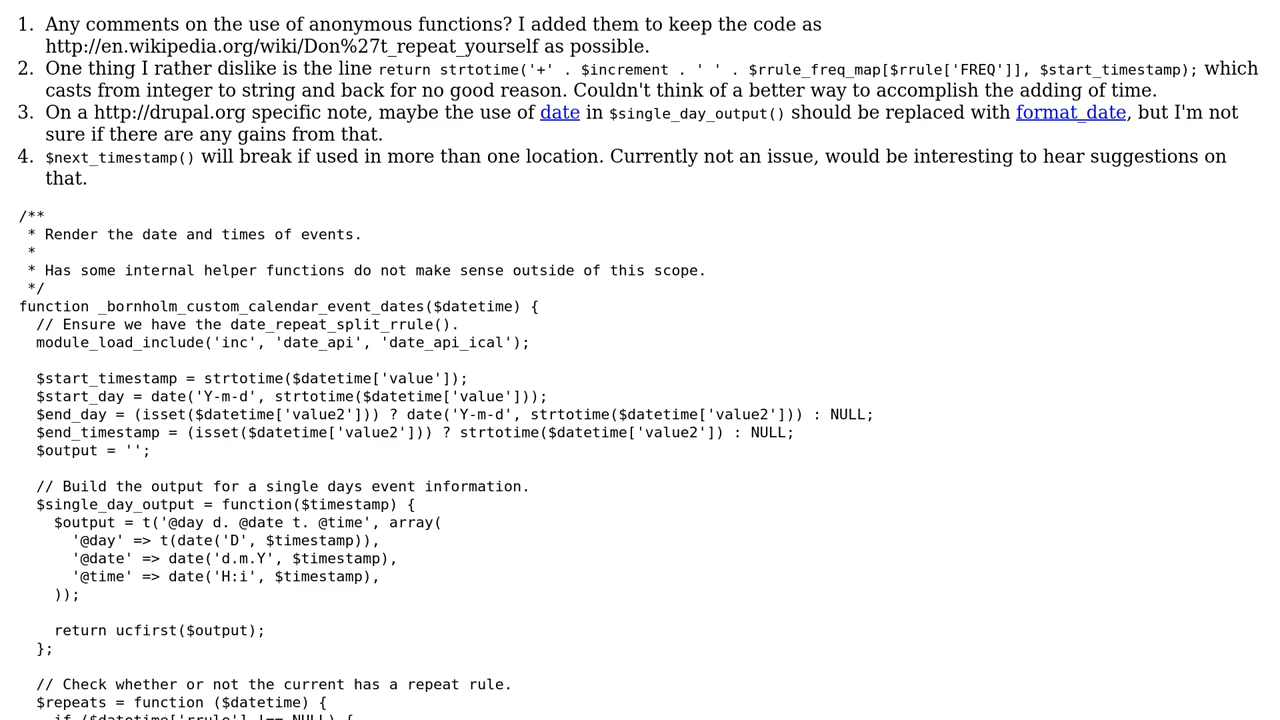 1. Any comments on the use of anonymous functions? I added them to keep the code as
http://en.wikipedia.org/wiki/Don%27t_repeat_yourself as possible.
2. One thing I rather dislike is the line return strtotime('+' . $increment . ' ' . $rrule_freq_map[$rrule['FREQ']], $start_timestamp); which
casts from integer to string and back for no good reason. Couldn't think of a better way to accomplish the adding of time.
3. On a http://drupal.org specific note, maybe the use of date in $single_day_output() should be replaced with format_date, but I'm not
sure if there are any gains from that.
4. $next_timestamp() will break if used in more than one location. Currently not an issue, would be interesting to hear suggestions on
that.
/**
 * Render the date and times of events.
 *
 * Has some internal helper functions do not make sense outside of this scope.
 */
function _bornholm_custom_calendar_event_dates($datetime) {
  // Ensure we have the date_repeat_split_rrule().
  module_load_include('inc', 'date_api', 'date_api_ical');
  $start_timestamp = strtotime($datetime['value']);
  $start_day = date('Y-m-d', strtotime($datetime['value']));
  $end_day = (isset($datetime['value2'])) ? date('Y-m-d', strtotime($datetime['value2'])) : NULL;
  $end_timestamp = (isset($datetime['value2'])) ? strtotime($datetime['value2']) : NULL;
  $output = '';
  // Build the output for a single days event information.
  $single_day_output = function($timestamp) {
    $output = t('@day d. @date t. @time', array(
      '@day' => t(date('D', $timestamp)),
      '@date' => date('d.m.Y', $timestamp),
      '@time' => date('H:i', $timestamp),
    ));
    return ucfirst($output);
  };
  // Check whether or not the current has a repeat rule.
  $repeats = function ($datetime) {
    if ($datetime['rrule'] !== NULL) {